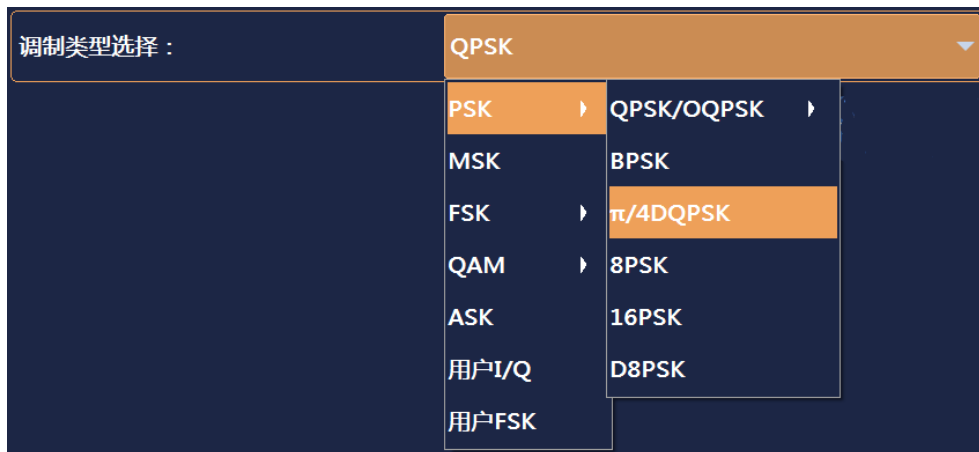 调制类型选择：
QPSK
PSK
MSK
FSK
QAM
ASK
用户I/Q
用户FSK
QPSK/OQPSK
BPSK
π/4DQPSK
8PSK
16PSK
D8PSK